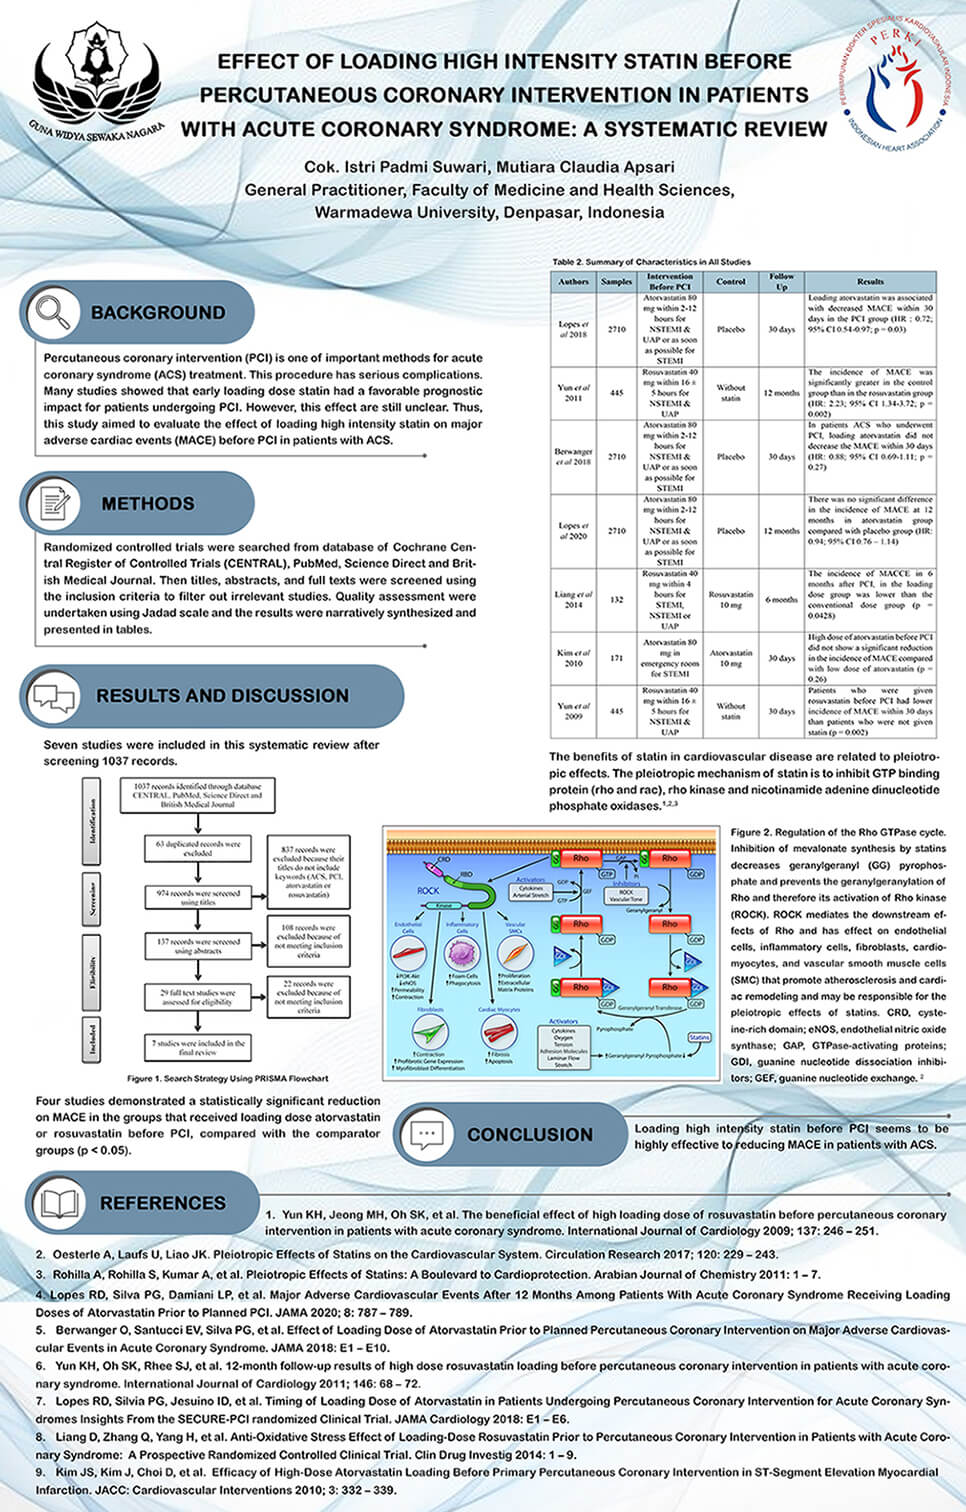 GUNA WIDYA SEWAKA NAGARA
PERHIMPUNAN DOKTER SPESIALIS KARDIOVASKULAR INDONESIA
PERKI
INDONESIAN HEART ASSOCIATION
EFFECT OF LOADING HIGH INTENSITY STATIN BEFORE
PERCUTANEOUS CORONARY INTERVENTION IN PATIENTS
WITH ACUTE CORONARY SYNDROME: A SYSTEMATIC REVIEW
Cok. Istri Padmi Suwari, Mutiara Claudia Apsari
General Practitioner, Faculty of Medicine and Health Sciences,
Warmadewa University, Denpasar, Indonesia
BACKGROUND
Percutaneous coronary intervention (PCI) is one of important methods for acute
coronary syndrome (ACS) treatment. This procedure has serious complications.
Many studies showed that early loading dose statin had a favorable prognostic
impact for patients undergoing PCI. However, this effect are still unclear. Thus,
this study aimed to evaluate the effect of loading high intensity statin on major
adverse cardiac events (MACE) before PCI in patients with ACS.
METHODS
Randomized controlled trials were searched from database of Cochrane Cen-
tral Register of Controlled Trials (CENTRAL), PubMed, Science Direct and Brit-
ish Medical Journal. Then titles, abstracts, and full texts were screened using
the inclusion criteria to filter out irrelevant studies. Quality assessment were
undertaken using Jadad scale and the results were narratively synthesized and
presented in tables.
RESULTS AND DISCUSSION
Seven studies were included in this systematic review after
screening 1037 records.
Identification
Screenine
Eliribility
Included
1037 records identified through database
CENTRAL, PubMed, Science Direct and
British Medical Journal
63 duplicated records were
excluded
837 records were
excluded because their
titles do not include
keywords (ACS, PCI,
atorvastatin or
rosuvastatin)
974 records were screened
using titles
137 records were screened
using abstracts
108 records were
excluded because of
not meeting inclusion
criteria
29 full text studies were
assessed for eligibility
22 records were
excluded because of
not meeting inclusion
criteria
7 studies were included in the
final review
Figure 1. Search Strategy Using PRISMA Flowchart
Four studies demonstrated a statistically significant reduction
on MACE in the groups that received loading dose atorvastatin
or rosuvastatin before PCI, compared with the comparator
groups (p < 0.05).
Table 2. Summary of Characteristics in All Studies
Authors Samples Intervention Before PCI Control Follow Up Results
Lopes et al 2018 2710 Atorvastatin 80 mg within 2-12 hours for NSTEMI & UAP or as soon as possible for STEMI Placebo 30 days Loading atorvastatin was associated with decreased MACE within 30 days in the PCI group (HR : 0.72; 95% CI 0.54-0.97; p = 0.03)
Yun et al 2011 445 Rosuvastatin 40 mg within 16 ± 5 hours for NSTEMI & UAP Without statin 12 months The incidence of MACE was significantly greater in the control group than in the rosuvastatin group (HR: 2.23; 95% CI 1.34-3.72; p = 0.002)
Berwanger et al 2018 2710 Atorvastatin 80 mg within 2-12 hours for NSTEMI & UAP or as soon as possible for STEMI Placebo 30 days In patients ACS who underwent PCI, loading atorvastatin did not decrease the MACE within 30 days (HR: 0.88; 95% CI 0.69-1.11; p = 0.27)
Lopes et al 2020 2710 Atorvastatin 80 mg within 2-12 hours for NSTEMI & UAP or as soon as possible for STEMI Placebo 12 months There was no significant difference in the incidence of MACE at 12 months in atorvastatin group compared with placebo group (HR: 0.94; 95% CI 0.76 – 1.14)
Liang et al 2014 132 Rosuvastatin 40 mg within 4 hours for STEMI, NSTEMI or UAP Rosuvastatin 10 mg 6 months The incidence of MACCE in 6 months after PCI, in the loading dose group was lower than the conventional dose group (p = 0.0428)
Kim et al 2010 171 Atorvastatin 80 mg in emergency room for STEMI Atorvastatin 10 mg 30 days High dose of atorvastatin before PCI did not show a significant reduction in the incidence of MACE compared with low dose of atorvastatin (p = 0.26)
Yun et al 2009 445 Rosuvastatin 40 mg within 16 ± 5 hours for NSTEMI & UAP Without statin 30 days Patients who were given rosuvastatin before PCI had lower incidence of MACE within 30 days than patients who were not given statin (p = 0.002)
The benefits of statin in cardiovascular disease are related to pleiotro-
pic effects. The pleiotropic mechanism of statin is to inhibit GTP binding
protein (rho and rac), rho kinase and nicotinamide adenine dinucleotide
phosphate oxidases.1,2,3
CRD
RBD
ROCK
Kinase
Activators
Cytokines
Arterial Stretch
GDP
GTP
GEF
S Rho GTP
GAP
Pi
Inhibitors
ROCK
Vascular Tone
Rho GDP
Geranylgeranyl
Endothelial
Cells
Inflammatory
Cells
Vascular
SMCs
↓PI3K-Akt
↓eNOS
↑Permeability
↑Contraction
↑Foam Cells
↑Phagocytosis
↑Proliferation
↑Extracellular
Matrix Proteins
S Rho GDP
Rho GDP
GDI
GDI
S Rho GDP
Rho GDP
Geranylgeranyl Transferase
Fibroblasts
Cardiac Myocytes
↑Contraction
↑Profibrotic Gene Expression
↑Myofibroblast Differentiation
↑Fibrosis
↑Apoptosis
Activators
Cytokines
Oxygen
Tension
Adhesion Molecules
Laminar Flow
Stretch
Pyrophosphate
Geranylgeranyl Pyrophosphate
Statins
Figure 2. Regulation of the Rho GTPase cycle.
Inhibition of mevalonate synthesis by statins
decreases geranylgeranyl (GG) pyrophos-
phate and prevents the geranylgeranylation of
Rho and therefore its activation of Rho kinase
(ROCK). ROCK mediates the downstream ef-
fects of Rho and has effect on endothelial
cells, inflammatory cells, fibroblasts, cardio-
myocytes, and vascular smooth muscle cells
(SMC) that promote atherosclerosis and cardi-
ac remodeling and may be responsible for the
pleiotropic effects of statins. CRD, cyste-
ine-rich domain; eNOS, endothelial nitric oxide
synthase; GAP, GTPase-activating proteins;
GDI, guanine nucleotide dissociation inhibi-
tors; GEF, guanine nucleotide exchange. 2
CONCLUSION
Loading high intensity statin before PCI seems to be
highly effective to reducing MACE in patients with ACS.
REFERENCES
1. Yun KH, Jeong MH, Oh SK, et al. The beneficial effect of high loading dose of rosuvastatin before percutaneous coronary
intervention in patients with acute coronary syndrome. International Journal of Cardiology 2009; 137: 246 – 251.
2. Oesterle A, Laufs U, Liao JK. Pleiotropic Effects of Statins on the Cardiovascular System. Circulation Research 2017; 120: 229 – 243.
3. Rohilla A, Rohilla S, Kumar A, et al. Pleiotropic Effects of Statins: A Boulevard to Cardioprotection. Arabian Journal of Chemistry 2011: 1 – 7.
4. Lopes RD, Silva PG, Damiani LP, et al. Major Adverse Cardiovascular Events After 12 Months Among Patients With Acute Coronary Syndrome Receiving Loading
Doses of Atorvastatin Prior to Planned PCI. JAMA 2020; 8: 787 – 789.
5. Berwanger O, Santucci EV, Silva PG, et al. Effect of Loading Dose of Atorvastatin Prior to Planned Percutaneous Coronary Intervention on Major Adverse Cardiovas-
cular Events in Acute Coronary Syndrome. JAMA 2018: E1 – E10.
6. Yun KH, Oh SK, Rhee SJ, et al. 12-month follow-up results of high dose rosuvastatin loading before percutaneous coronary intervention in patients with acute coro-
nary syndrome. International Journal of Cardiology 2011; 146: 68 – 72.
7. Lopes RD, Silvia PG, Jesuino ID, et al. Timing of Loading Dose of Atorvastatin in Patients Undergoing Percutaneous Coronary Intervention for Acute Coronary Syn-
dromes Insights From the SECURE-PCI randomized Clinical Trial. JAMA Cardiology 2018: E1 – E6.
8. Liang D, Zhang Q, Yang H, et al. Anti-Oxidative Stress Effect of Loading-Dose Rosuvastatin Prior to Percutaneous Coronary Intervention in Patients with Acute Coro-
nary Syndrome: A Prospective Randomized Controlled Clinical Trial. Clin Drug Investig 2014: 1 – 9.
9. Kim JS, Kim J, Choi D, et al. Efficacy of High-Dose Atorvastatin Loading Before Primary Percutaneous Coronary Intervention in ST-Segment Elevation Myocardial
Infarction. JACC: Cardiovascular Interventions 2010; 3: 332 – 339.